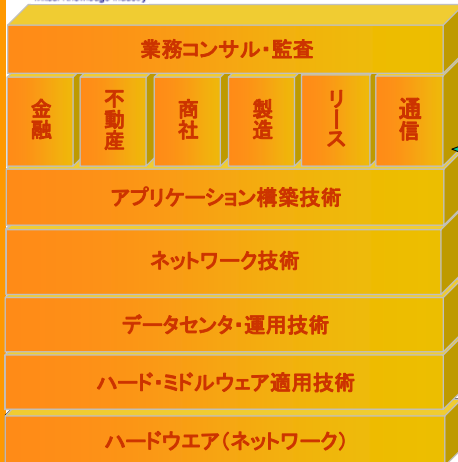 業務コンサル・監査
金融
不動産
商社
製造
リース
通信
アプリケーション構築技術
ネットワーク技術
データセンタ・運用技術
ハード・ミドルウェア適用技術
ハードウエア（ネットワーク）